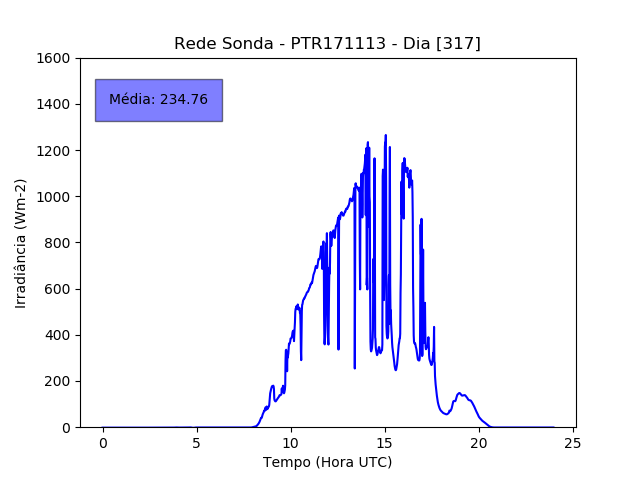 Rede Sonda - PTR171113 - Dia [317]
1600
1400
1200
1000
800
600
400
200
0
Média: 234.76
Irradiância (Wm-2)
0 5 10 15 20 25
Tempo (Hora UTC)